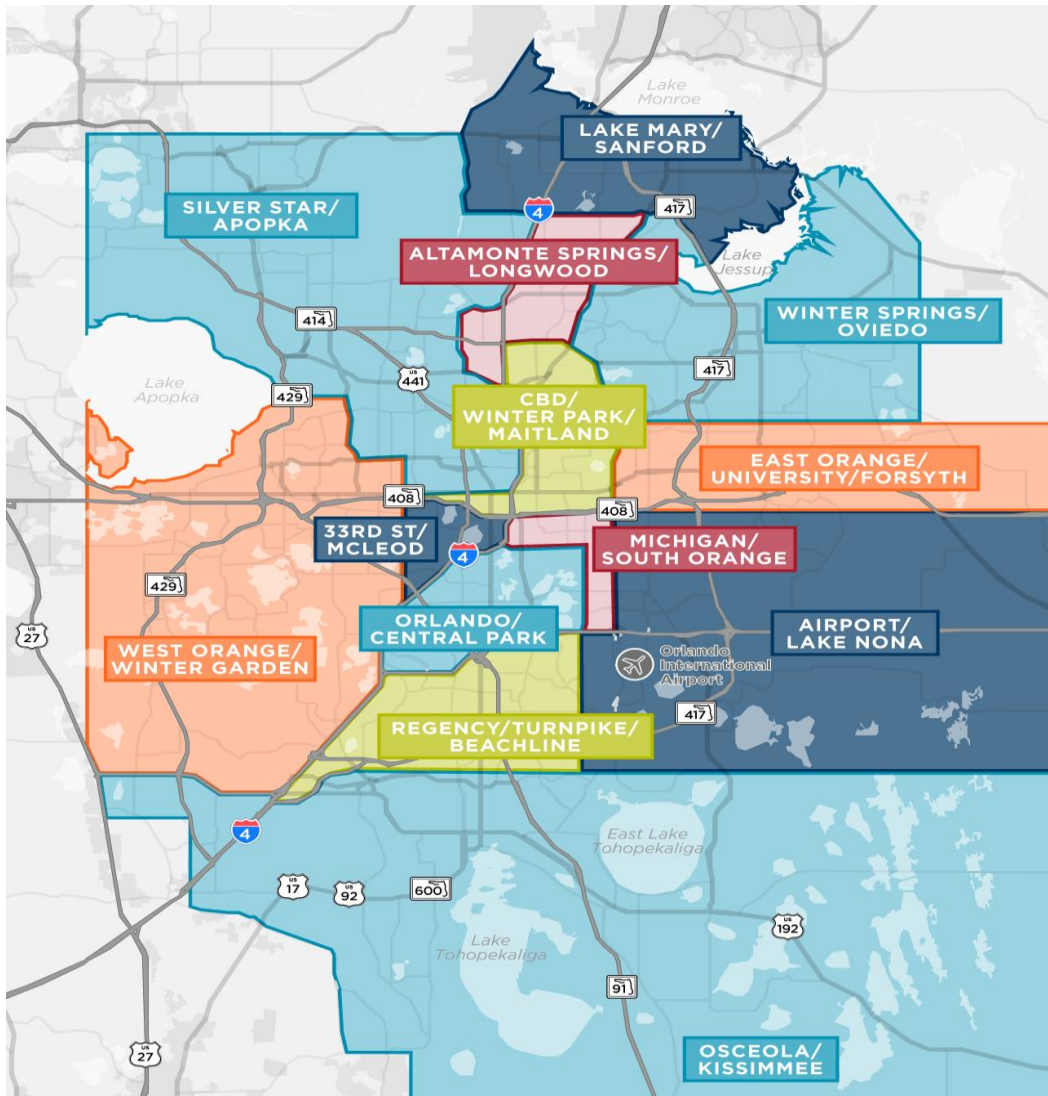 Lake
Monroe
LAKE MARY/
SANFORD
SILVER STAR/
APOPKA
4
417
ALTAMONTE SPRINGS/
LONGWOOD
Lake
Jessup
WINTER SPRINGS/
OVIEDO
414
US
441
417
Lake
Apopka
429
CBD/
WINTER PARK/
MAITLAND
EAST ORANGE/
UNIVERSITY/FORSYTH
408
408
33RD ST/
MCLEOD
4
MICHIGAN/
SOUTH ORANGE
429
US
27
ORLANDO/
CENTRAL PARK
AIRPORT/
LAKE NONA
WEST ORANGE/
WINTER GARDEN
Orlando
International
Airport
417
REGENCY/TURNPIKE/
BEACHLINE
4
East Lake
Tohopekaliga
US
17
US
92
600
US
192
Lake
Tohopekaliga
91
US
27
OSCEOLA/
KISSIMMEE